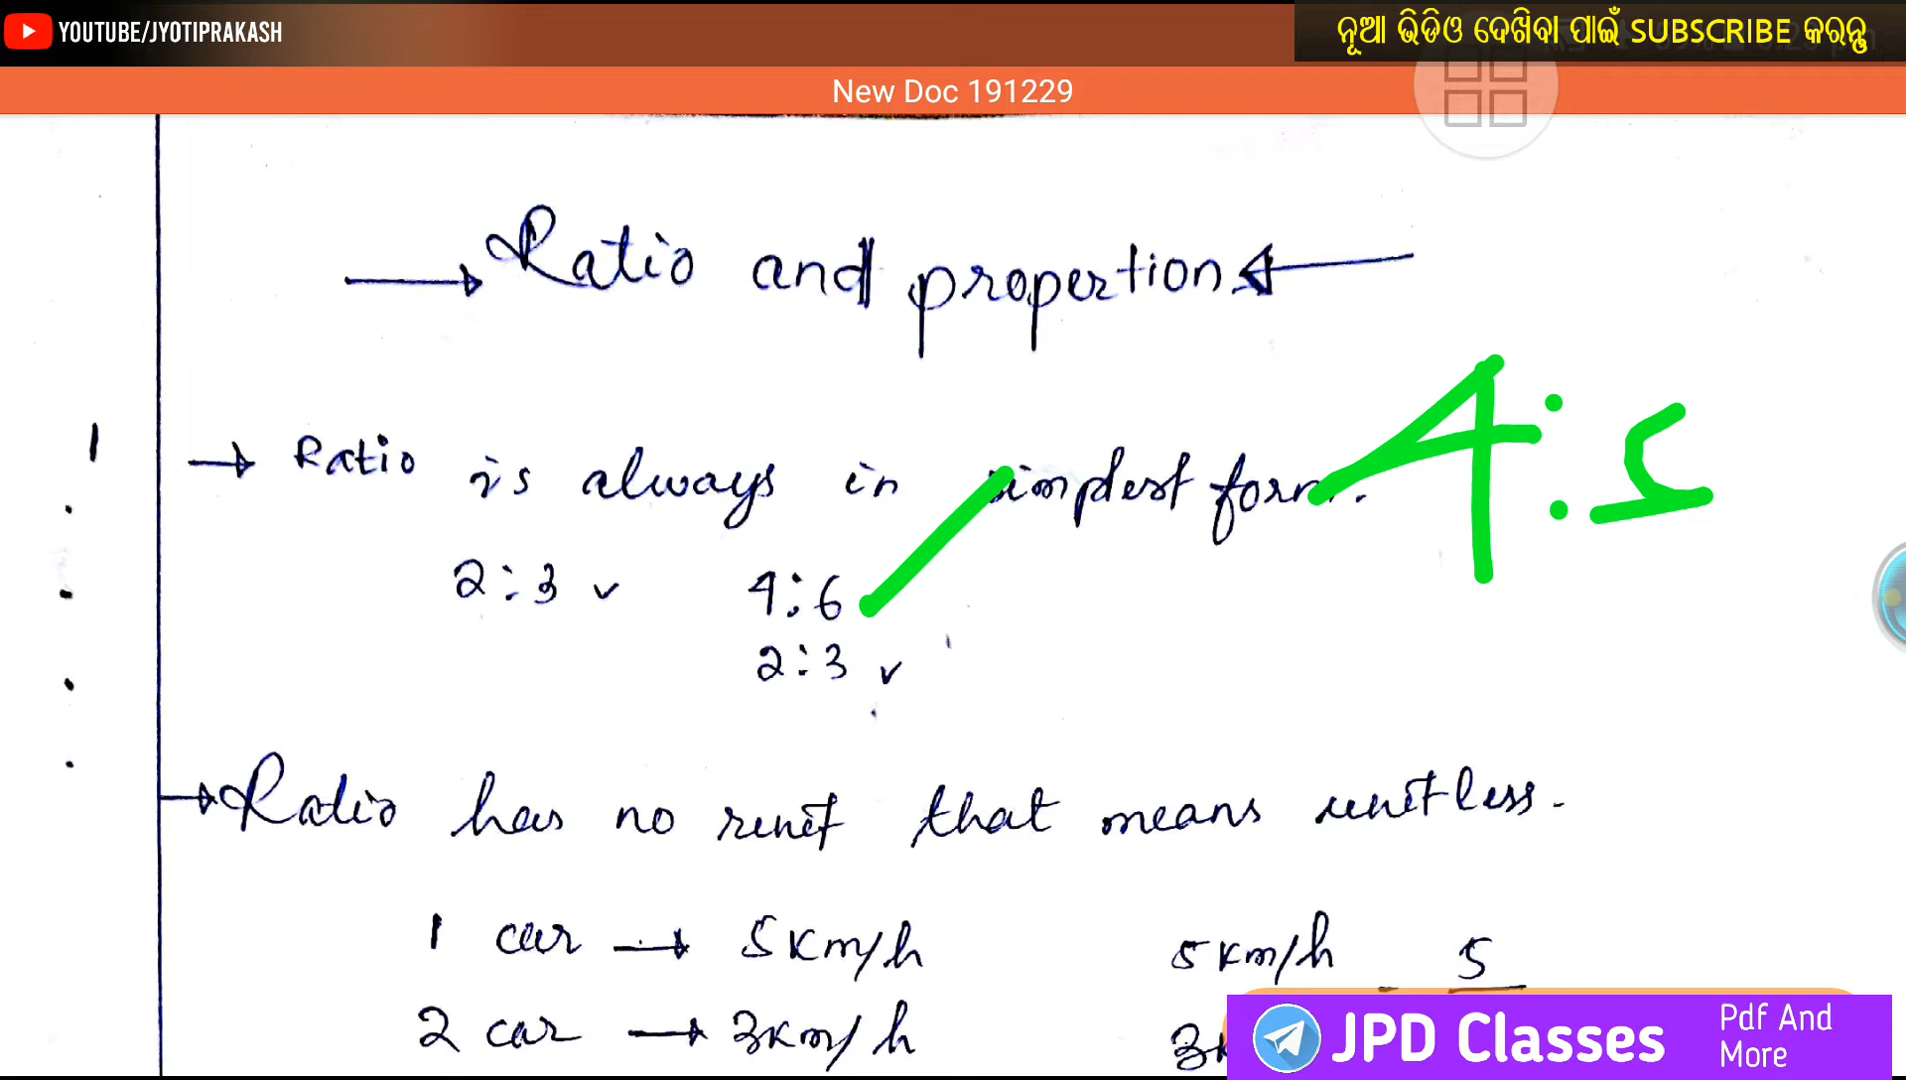 YOUTUBE/JYOTIPRAKASH
ନୂଆ ଭିଡିଓ ଦେଖିବା ପାଇଁ SUBSCRIBE କରନ୍ତୁ
New Doc 191229
Ratio and propertion
4:5
1
→ Ratio is always in simplest form.
2:3 ✓ 4:6
2:3 ✓
→ Ratio has no unit that means unitless.
1 car → 5km/h 5km/h = 5
2 car → 3km/h 3k
JPD Classes
Pdf And
More